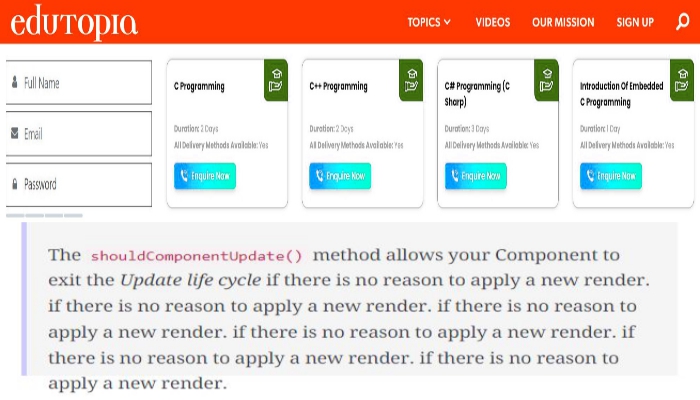 edutopia
TOPICS VIDEOS OUR MISSION SIGN UP
Full Name
Email
Password
C Programming
Duration: 2 Days
All Delivery Methods Available: Yes
Enquire Now
C++ Programming
Duration: 2 Days
All Delivery Methods Available: Yes
Enquire Now
C# Programming (C
Sharp)
Duration: 3 Days
All Delivery Methods Available: Yes
Enquire Now
Introduction Of Embedded
C Programming
Duration: 1 Day
All Delivery Methods Available: Yes
Enquire Now
The shouldComponentUpdate() method allows your Component to
exit the Update life cycle if there is no reason to apply a new render.
if there is no reason to apply a new render. if there is no reason to
apply a new render. if there is no reason to apply a new render. if
there is no reason to apply a new render. if there is no reason to
apply a new render.